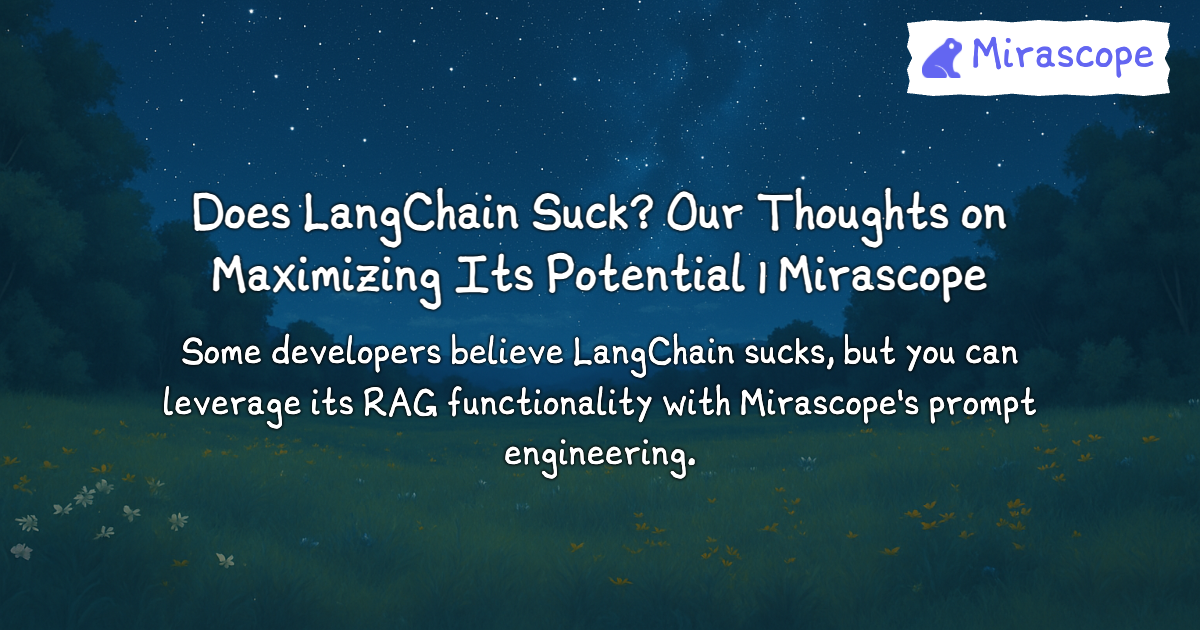 Mirascope
Does LangChain Suck? Our Thoughts on
Maximizing Its Potential | Mirascope
Some developers believe LangChain sucks, but you can
leverage its RAG functionality with Mirascope's prompt
engineering.